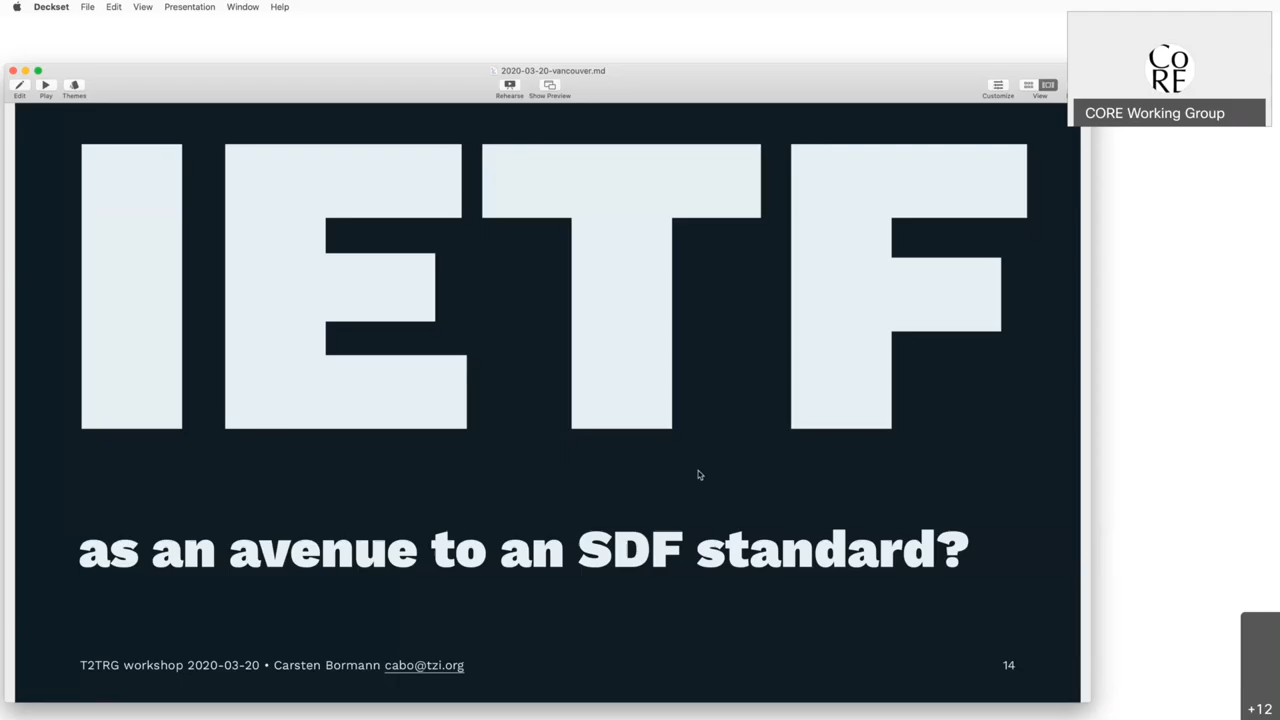 Deckset File Edit View Presentation Window Help
2020-03-20-vancouver.md
Edit Play Themes Rehearse Show Preview Customize View
CO
RE
CORE Working Group
IETF
as an avenue to an SDF standard?
T2TRG workshop 2020-03-20 • Carsten Bormann cabo@tzi.org 14
+12